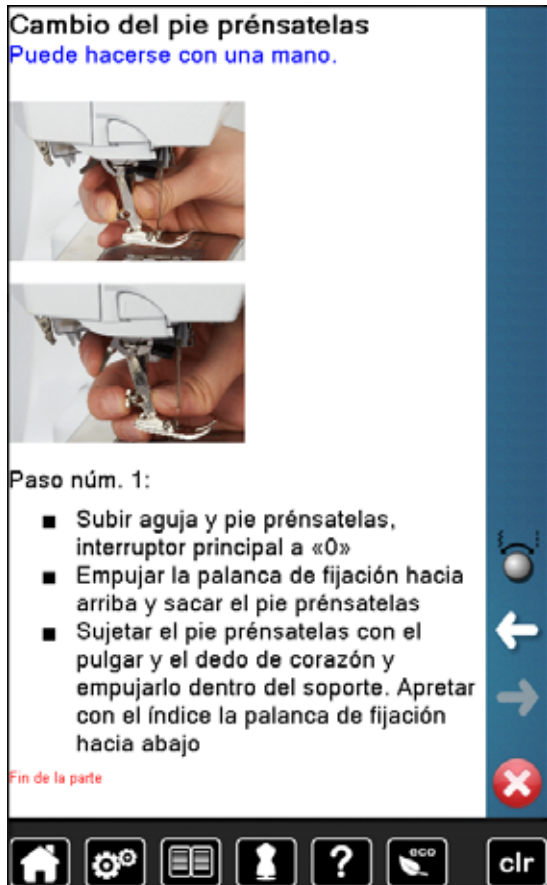 Cambio del pie prénsatelas
Puede hacerse con una mano.
Paso núm. 1:
■ Subir aguja y pie prénsatelas,
interruptor principal a «0»
■ Empujar la palanca de fijación hacia
arriba y sacar el pie prénsatelas
■ Sujetar el pie prénsatelas con el
pulgar y el dedo de corazón y
empujarlo dentro del soporte. Apretar
con el índice la palanca de fijación
hacia abajo
Fin de la parte
?
eco
clr